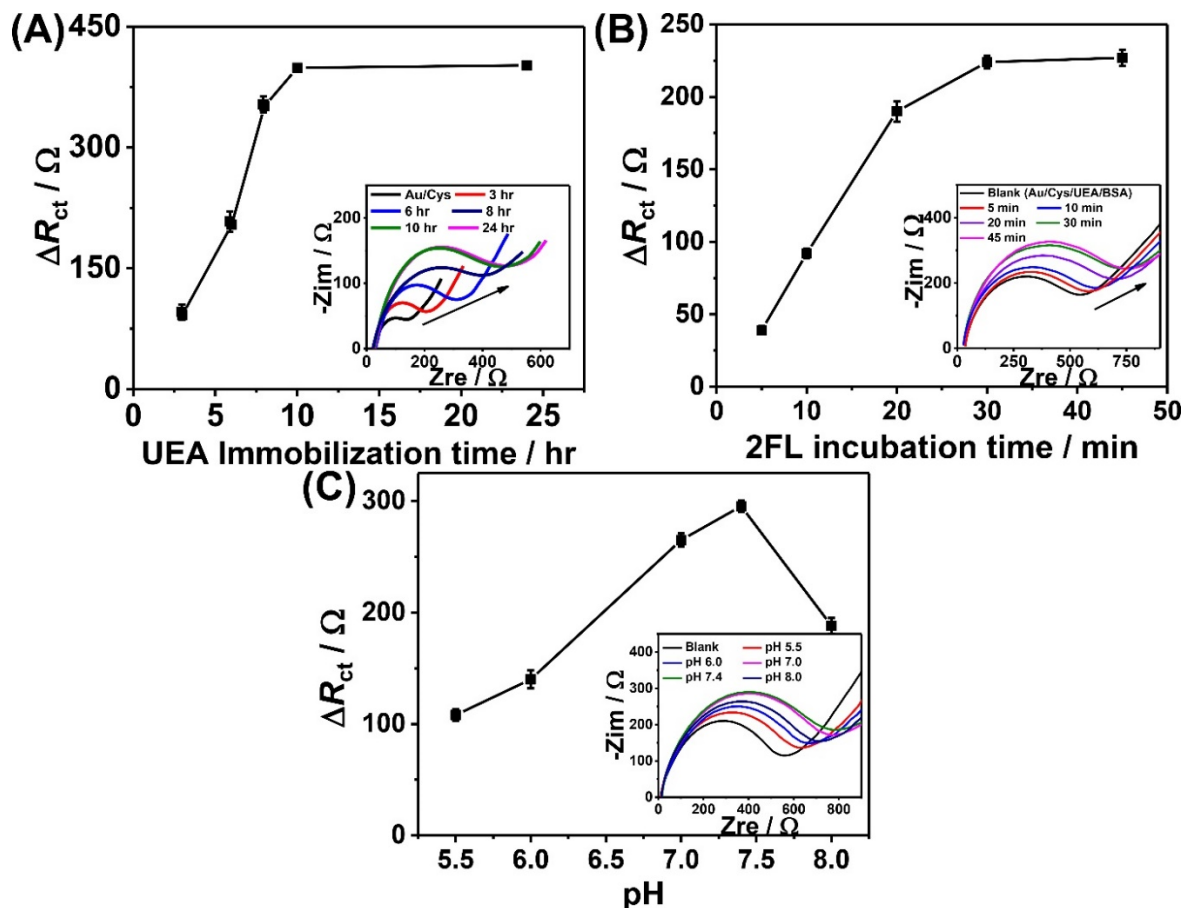 (A)
450
300
150
0
ΔRct / Ω
0 5 10 15 20 25
UEA Immobilization time / hr
200
100
0
-Zim / Ω
Au/Cys 3 hr
6 hr 8 hr
10 hr 24 hr
0 200 400 600
Zre / Ω
(B)
250
200
150
100
50
0
ΔRct / Ω
0 10 20 30 40 50
2FL incubation time / min
400
200
0
-Zim / Ω
Blank (Au/Cys/UEA/BSA)
5 min 10 min
20 min 30 min
45 min
0 250 500 750
Zre / Ω
(C)
300
200
100
0
ΔRct / Ω
5.5 6.0 6.5 7.0 7.5 8.0
pH
400
300
200
100
0
-Zim / Ω
Blank pH 5.5
pH 6.0 pH 7.0
pH 7.4 pH 8.0
0 200 400 600 800
Zre / Ω